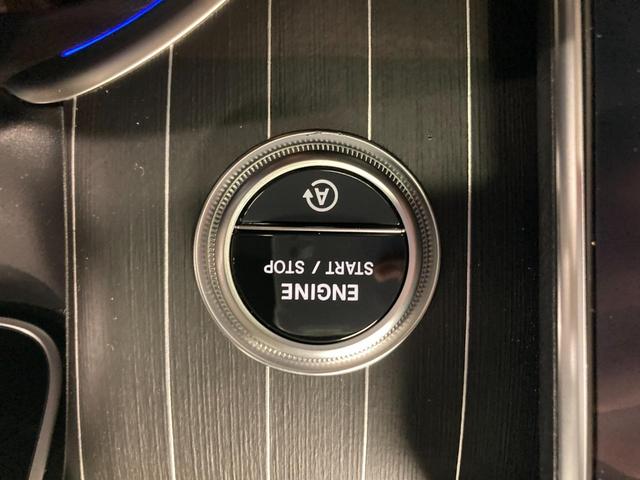 ENGINE
START / STOP
A